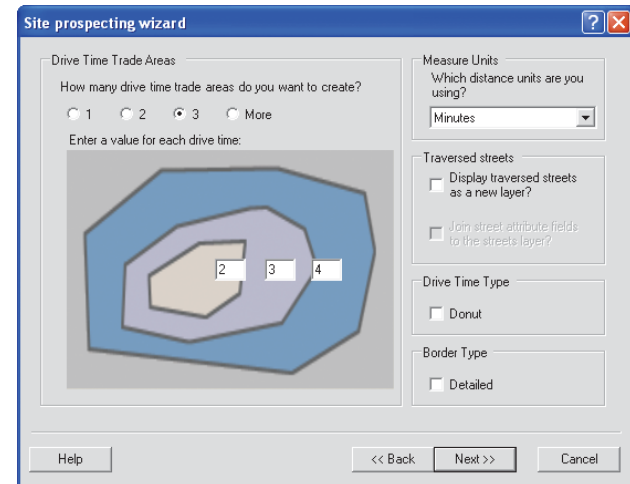 Site prospecting wizard
Drive Time Trade Areas
How many drive time trade areas do you want to create?
1 2 3 More
Enter a value for each drive time:
2 3 4
Measure Units
Which distance units are you
using?
Minutes
Traversed streets
Display traversed streets
as a new layer?
Join street attribute fields
to the streets layer?
Drive Time Type
Donut
Border Type
Detailed
Help
<< Back
Next >>
Cancel